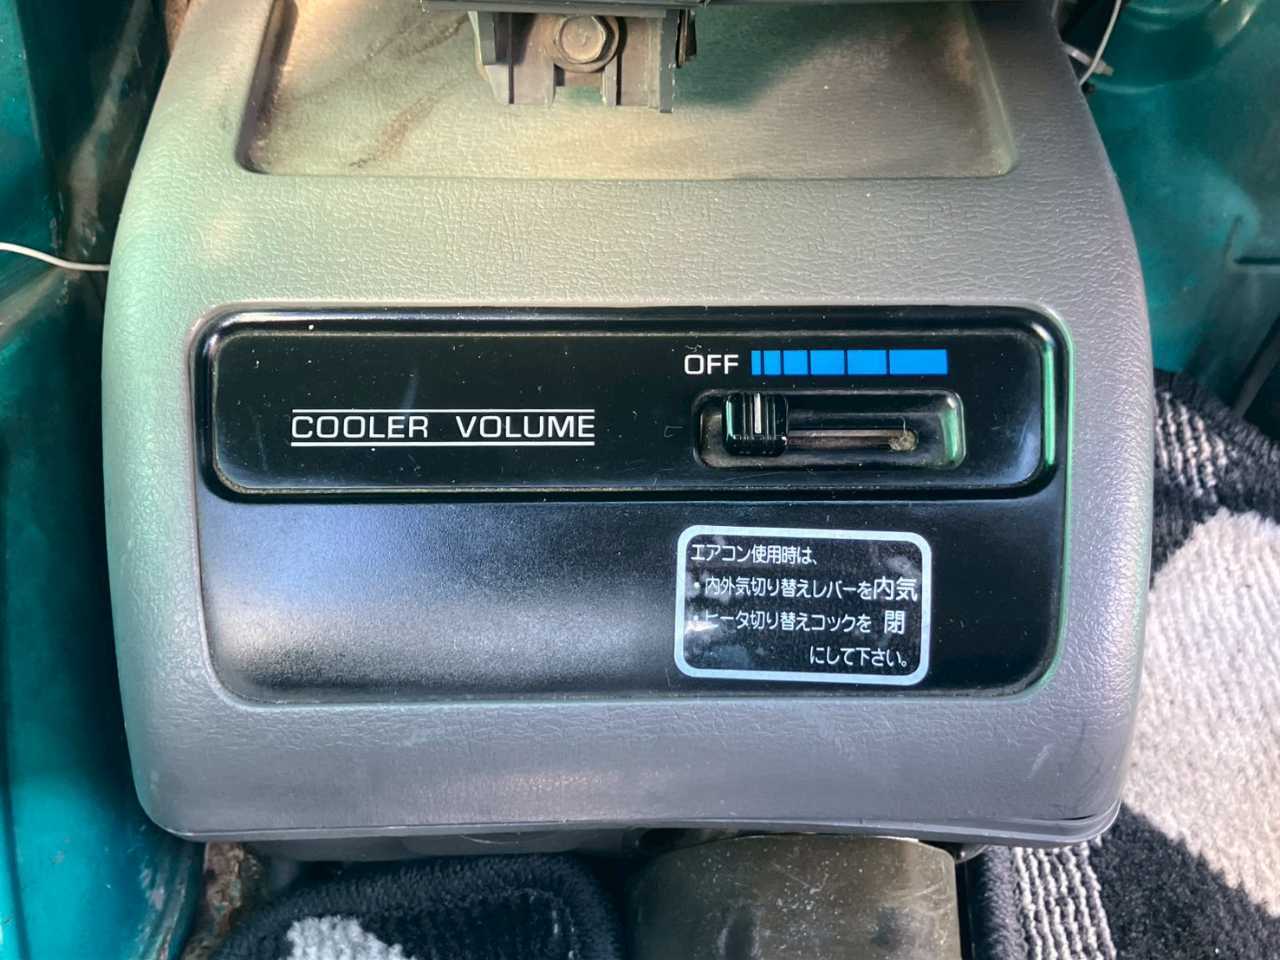 OFF
COOLER VOLUME
エアコン使用時は、
・内外気切り替えレバーを内気
・ヒータ切り替えコックを 閉
にして下さい。